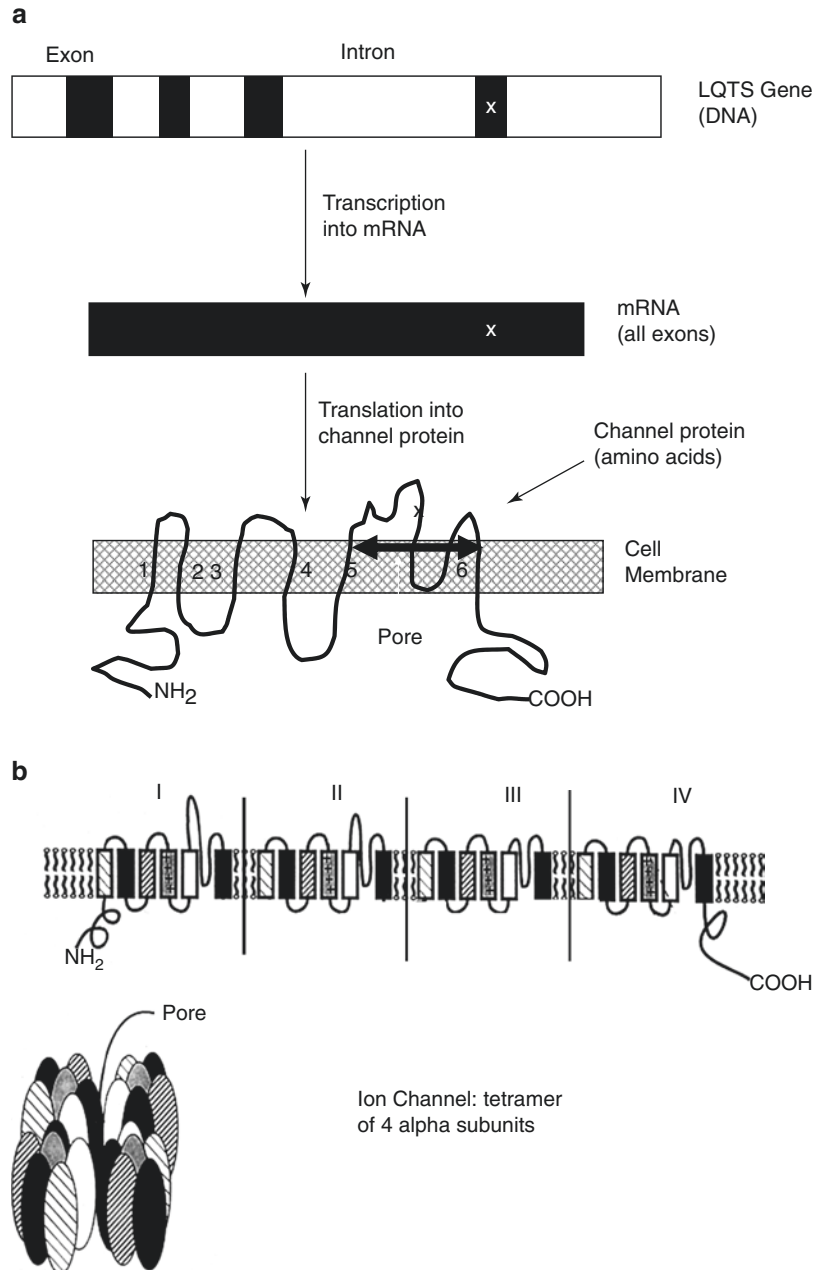 a
Exon
Intron
x
LQTS Gene
(DNA)
Transcription
into mRNA
x
mRNA
(all exons)
Translation into
channel protein
Channel protein
(amino acids)
x
1
2
3
4
5
6
Cell
Membrane
Pore
NH2
COOH
b
I
II
III
IV
NH2
COOH
Pore
Ion Channel: tetramer
of 4 alpha subunits